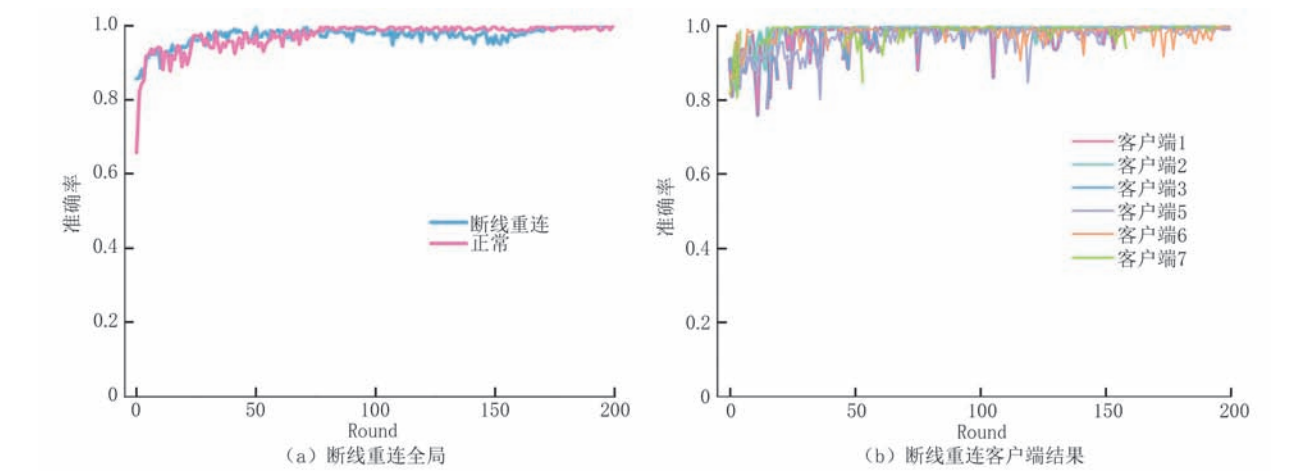 1.0
0.8
0.6
0.4
0.2
0
准确率
断线重连
正常
0 50 100 150 200
Round
（a）断线重连全局
1.0
0.8
0.6
0.4
0.2
0
准确率
客户端1
客户端2
客户端3
客户端5
客户端6
客户端7
0 50 100 150 200
Round
（b）断线重连客户端结果